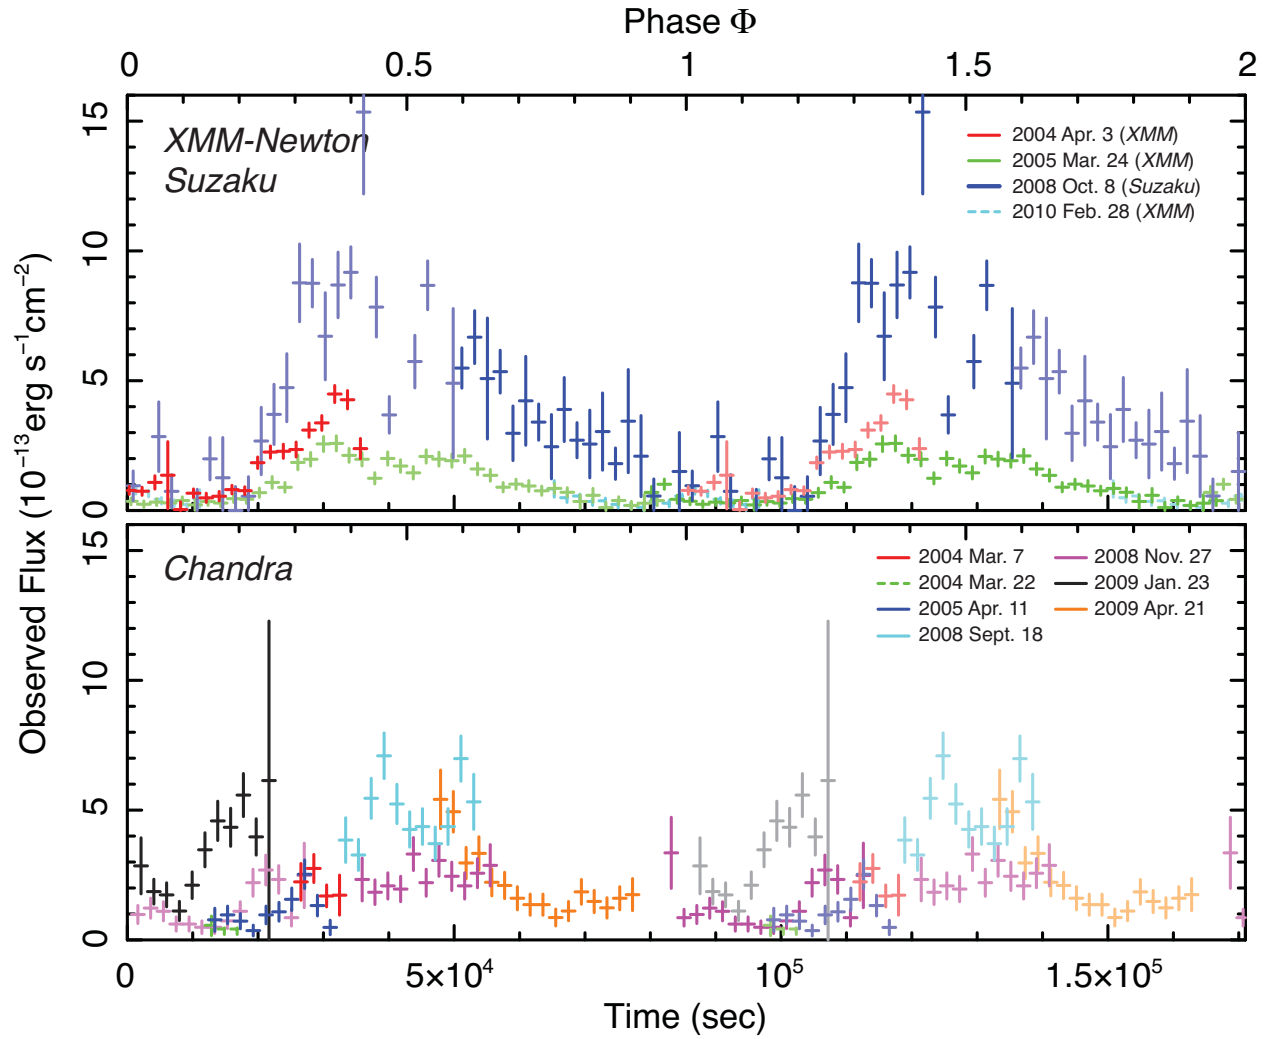 Phase Φ
0 0.5 1 1.5 2
XMM-Newton
Suzaku
2004 Apr. 3 (XMM)
2005 Mar. 24 (XMM)
2008 Oct. 8 (Suzaku)
2010 Feb. 28 (XMM)
15
10
5
0
Observed Flux (10⁻¹³erg s⁻¹cm⁻²)
Chandra
2004 Mar. 7
2004 Mar. 22
2005 Apr. 11
2008 Sept. 18
2008 Nov. 27
2009 Jan. 23
2009 Apr. 21
15
10
5
0
0 5×10⁴ 10⁵ 1.5×10⁵
Time (sec)